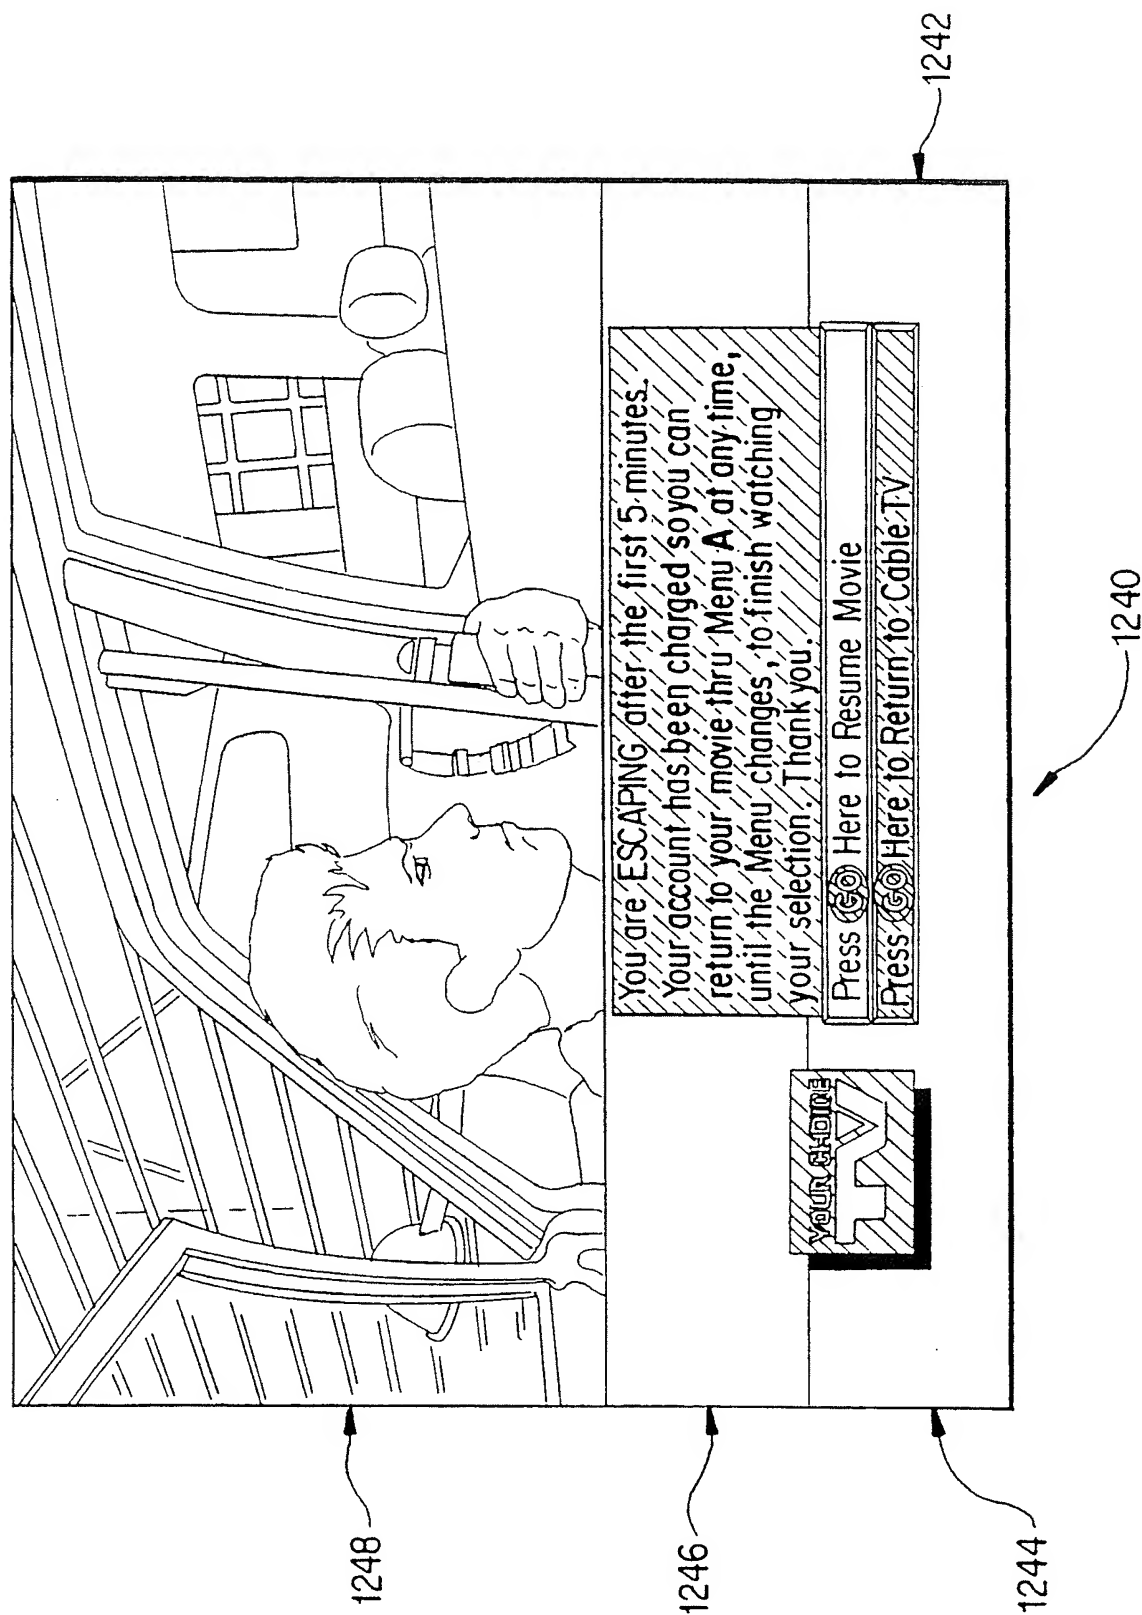 1248
1246
1244
You are ESCAPING after the first 5 minutes.
Your account has been charged so you can
return to your movie thru Menu A at any time,
until the Menu changes, to finish watching
your selection. Thank you.
Press GO Here to Resume Movie
Press GO Here to Return to Cable TV
YOUR CHOICE
TV
1242
1240